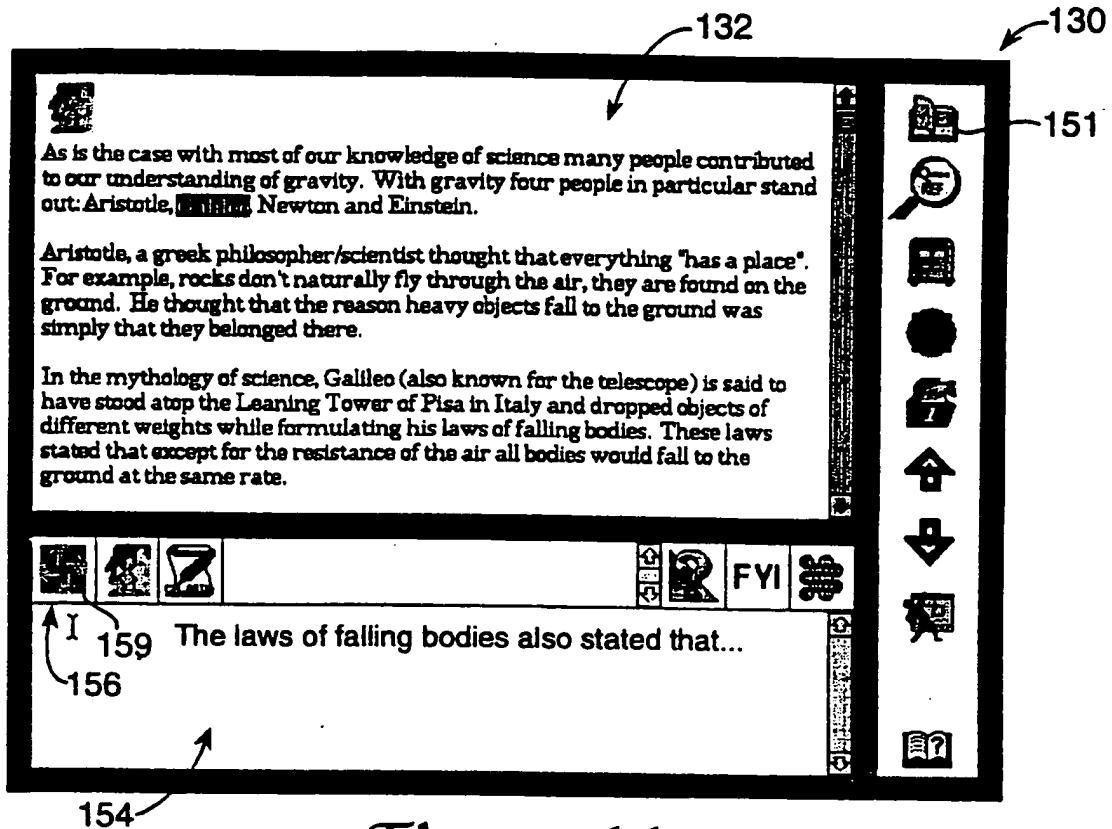 132
130
151
As is the case with most of our knowledge of science many people contributed
to our understanding of gravity. With gravity four people in particular stand
out: Aristotle, Newton and Einstein.
Aristotle, a greek philosopher/scientist thought that everything "has a place".
For example, rocks don't naturally fly through the air, they are found on the
ground. He thought that the reason heavy objects fall to the ground was
simply that they belonged there.
In the mythology of science, Galileo (also known for the telescope) is said to
have stood atop the Leaning Tower of Pisa in Italy and dropped objects of
different weights while formulating his laws of falling bodies. These laws
stated that except for the resistance of the air all bodies would fall to the
ground at the same rate.
REF
1
FYI
?
159 The laws of falling bodies also stated that...
156
154